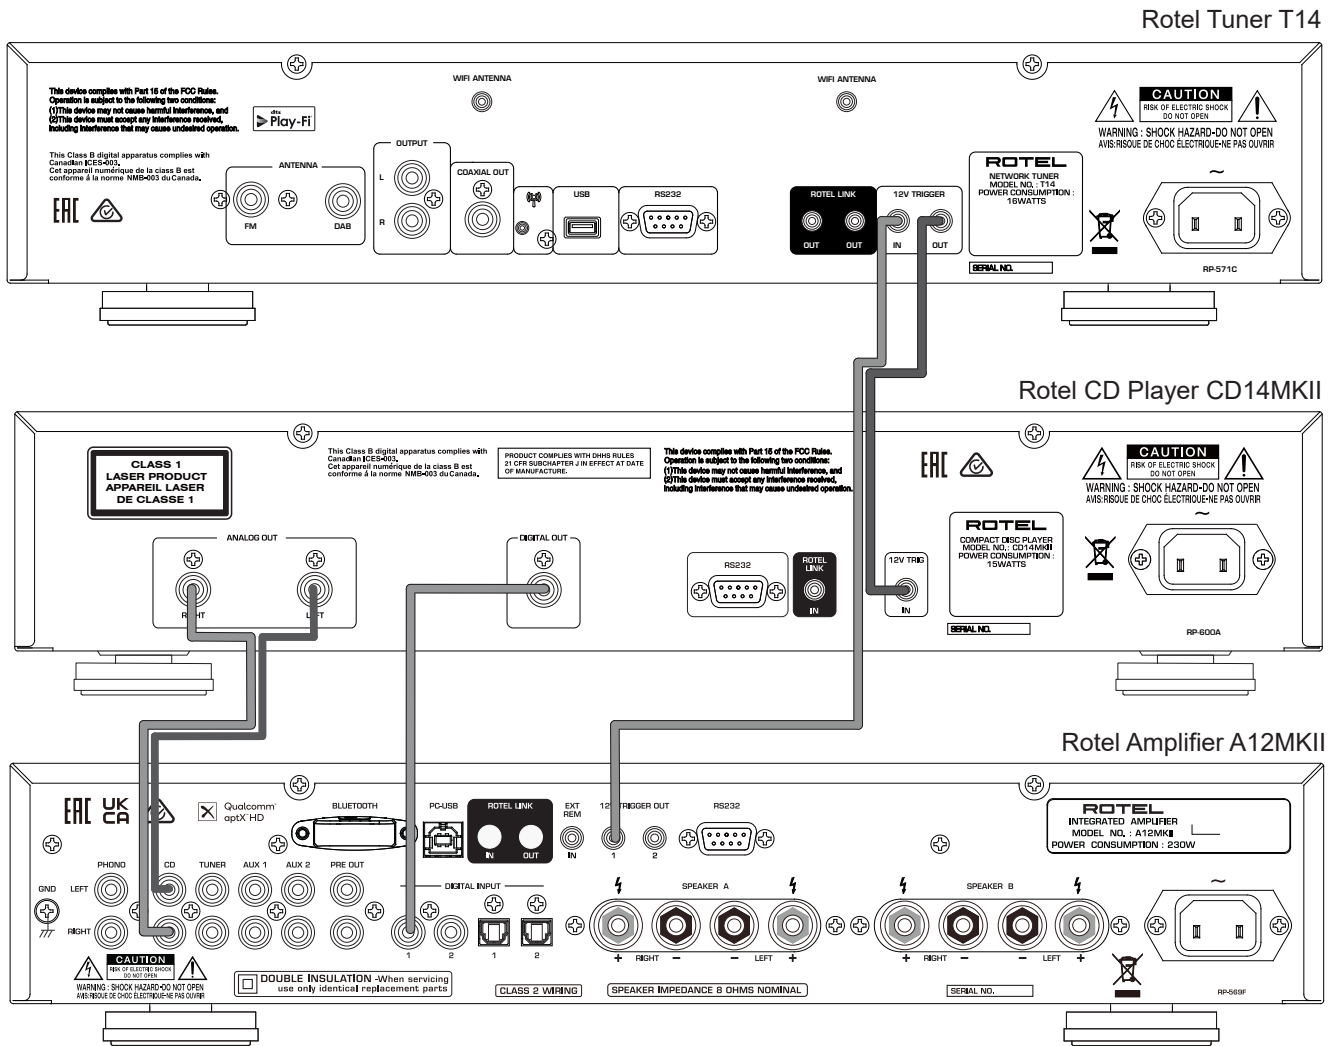 Rotel Tuner T14
WIFI ANTENNA
WIFI ANTENNA
This device complies with Part 15 of the FCC Rules.
Operation is subject to the following two conditions:
(1)This device may not cause harmful interference, and
(2)This device must accept any interference received,
including interference that may cause undesired operation.
dts
Play-Fi
CAUTION
RISK OF ELECTRIC SHOCK
DO NOT OPEN
WARNING : SHOCK HAZARD-DO NOT OPEN
AVIS:RISQUE DE CHOC ÉLECTRIQUE-NE PAS OUVRIR
This Class B digital apparatus complies with
Canadian ICES-003.
Cet appareil numérique de la ciass B est
conforme á la norme NMB-003 du Canada.
EAC
ANTENNA
FM
DAB
OUTPUT
L
R
COAXIAL OUT
USB
RS232
ROTEL LINK
OUT
OUT
12V TRIGGER
IN
OUT
ROTEL
NETWORK TUNER
MODEL NO. : T14
POWER CONSUMPTION :
16WATTS
SERIAL NO.
~
RP-571C
Rotel CD Player CD14MKII
CLASS 1
LASER PRODUCT
APPAREIL LASER
DE CLASSE 1
This Class B digital apparatus complies with
Canadian ICES-003.
Cet appareil numérique de la ciass B est
conforme á la norme NMB-003 du Canada.
PRODUCT COMPLIES WITH DHHS RULES
21 CFR SUBCHAPTER J IN EFFECT AT DATE
OF MANUFACTURE.
This device complies with Part 15 of the FCC Rules.
Operation is subject to the following two conditions:
(1)This device may not cause harmful interference, and
(2)This device must accept any interference received,
including interference that may cause undesired operation.
EAC
CAUTION
RISK OF ELECTRIC SHOCK
DO NOT OPEN
WARNING : SHOCK HAZARD-DO NOT OPEN
AVIS:RISQUE DE CHOC ÉLECTRIQUE-NE PAS OUVRIR
ANALOG OUT
RIGHT
LEFT
DIGITAL OUT
RS232
ROTEL
LINK
IN
12V TRIG
IN
ROTEL
COMPACT DISC PLAYER
MODEL NO.: CD14MKII
POWER CONSUMPTION :
15WATTS
SERIAL NO.
~
RP-600A
Rotel Amplifier A12MKII
EAC
UK
CA
Qualcomm
aptX HD
BLUETOOTH
PC-USB
ROTEL LINK
IN
OUT
EXT
REM
IN
12V TRIGGER OUT
1
2
RS232
ROTEL
INTEGRATED AMPLIFIER
MODEL NO. : A12MKII
POWER CONSUMPTION : 230W
PHONO
CD
TUNER
AUX 1
AUX 2
PRE OUT
GND
LEFT
RIGHT
DIGITAL INPUT
1
2
1
2
SPEAKER A
+ RIGHT −
− LEFT +
SPEAKER B
+ RIGHT −
− LEFT +
~
CAUTION
RISK OF ELECTRIC SHOCK
DO NOT OPEN
WARNING : SHOCK HAZARD-DO NOT OPEN
AVIS:RISQUE DE CHOC ÉLECTRIQUE-NE PAS OUVRIR
DOUBLE INSULATION -When servicing
use only identical replacement parts
CLASS 2 WIRING
SPEAKER IMPEDANCE 8 OHMS NOMINAL
SERIAL NO.
RP-569F